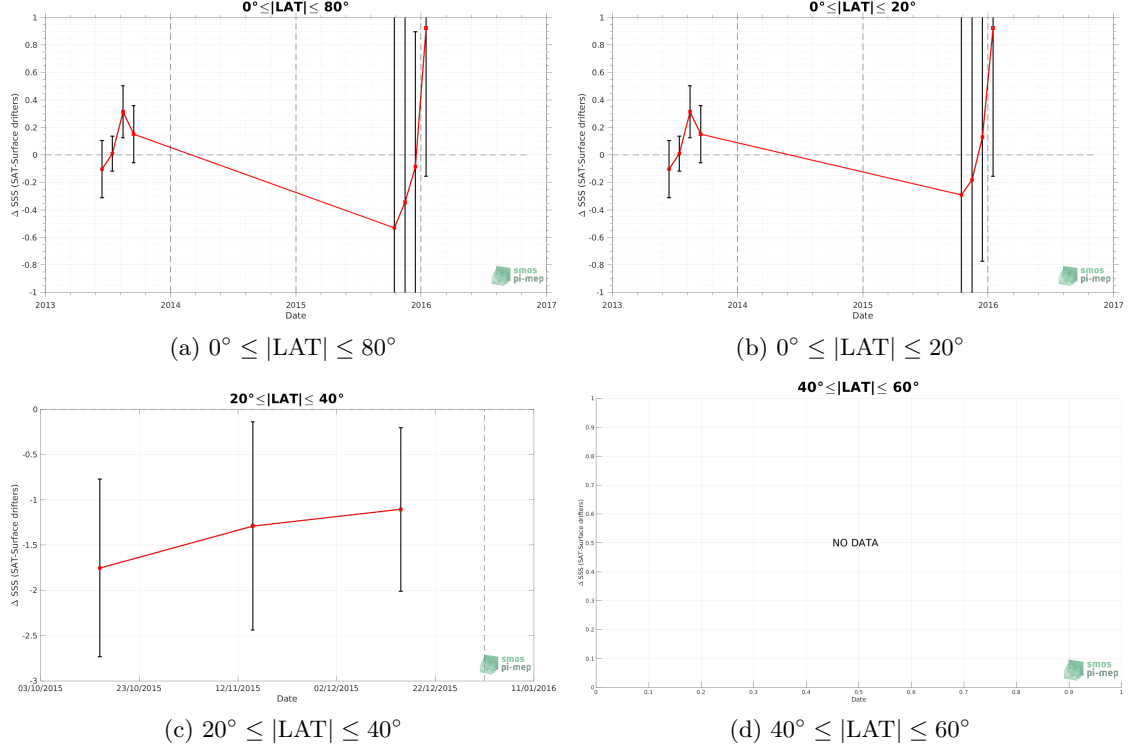 0°≤|LAT|≤ 80°
1
0.8
0.6
0.4
0.2
0
-0.2
-0.4
-0.6
-0.8
-1
Δ SSS (SAT-Surface drifters)
2013
2014
2015
2016
2017
Date
smos
pi-mep
(a) 0° ≤ |LAT| ≤ 80°
0°≤|LAT|≤ 20°
1
0.8
0.6
0.4
0.2
0
-0.2
-0.4
-0.6
-0.8
-1
Δ SSS (SAT-Surface drifters)
2013
2014
2015
2016
2017
Date
smos
pi-mep
(b) 0° ≤ |LAT| ≤ 20°
20°≤|LAT|≤ 40°
0
-0.5
-1
-1.5
-2
-2.5
-3
Δ SSS (SAT-Surface drifters)
03/10/2015
23/10/2015
12/11/2015
02/12/2015
22/12/2015
11/01/2016
Date
smos
pi-mep
(c) 20° ≤ |LAT| ≤ 40°
40°≤|LAT|≤ 60°
1
0.9
0.8
0.7
0.6
0.5
0.4
0.3
0.2
0.1
0
Δ SSS (SAT-Surface drifters)
NO DATA
0
0.1
0.2
0.3
0.4
0.5
0.6
0.7
0.8
0.9
1
Date
smos
pi-mep
(d) 40° ≤ |LAT| ≤ 60°